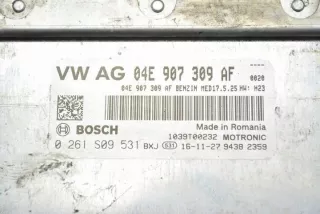 VW AG 04E 907 309 AF 0020
04E 907 309 AF BENZIN MED17.5.25 HW: H23
BOSCH
Made in Romania
1039T00232 MOTRONIC
0 261 S09 531 BKJ 031 16-11-27 9438 2359